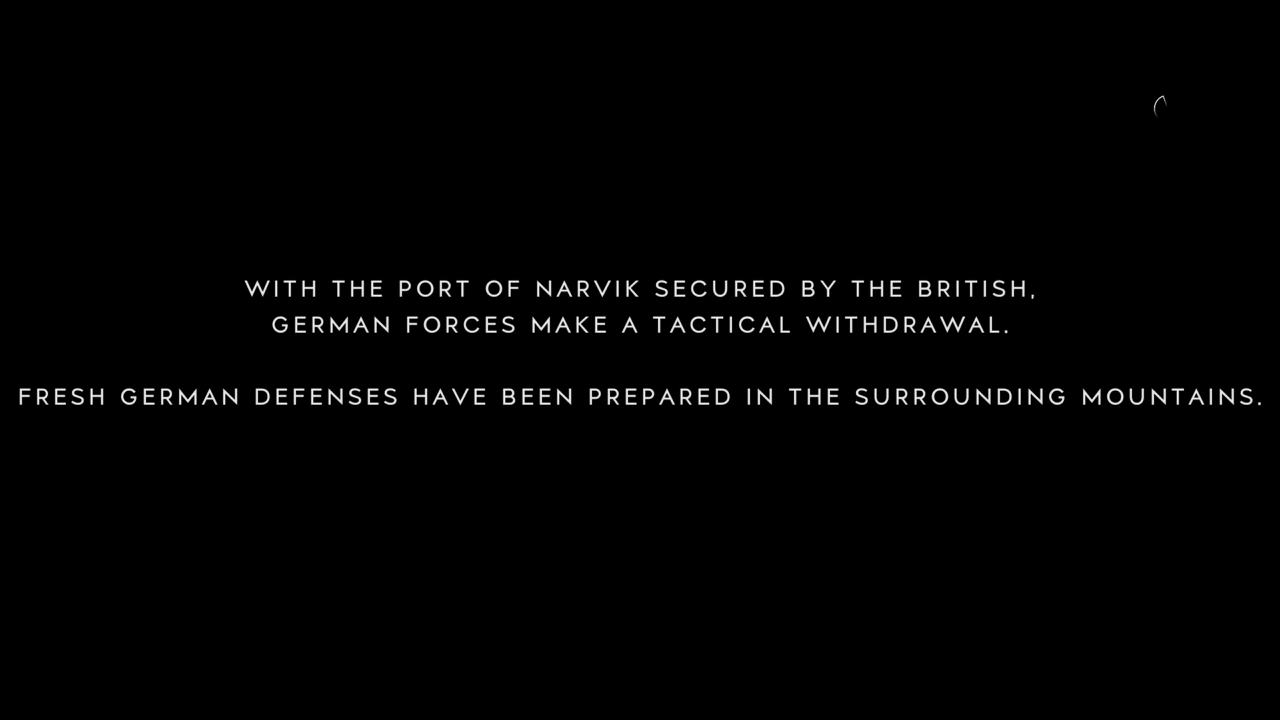 WITH THE PORT OF NARVIK SECURED BY THE BRITISH,
GERMAN FORCES MAKE A TACTICAL WITHDRAWAL.
FRESH GERMAN DEFENSES HAVE BEEN PREPARED IN THE SURROUNDING MOUNTAINS.